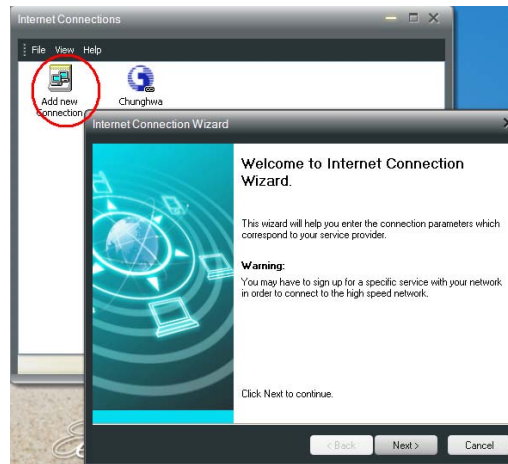 Internet Connections
File View Help
Add new
Connection
Chunghwa
Internet Connection Wizard
Welcome to Internet Connection
Wizard.
This wizard will help you enter the connection parameters which
correspond to your service provider.
Warning:
You may have to sign up for a specific service with your network
in order to connect to the high speed network.
Click Next to continue.
< Back Next > Cancel